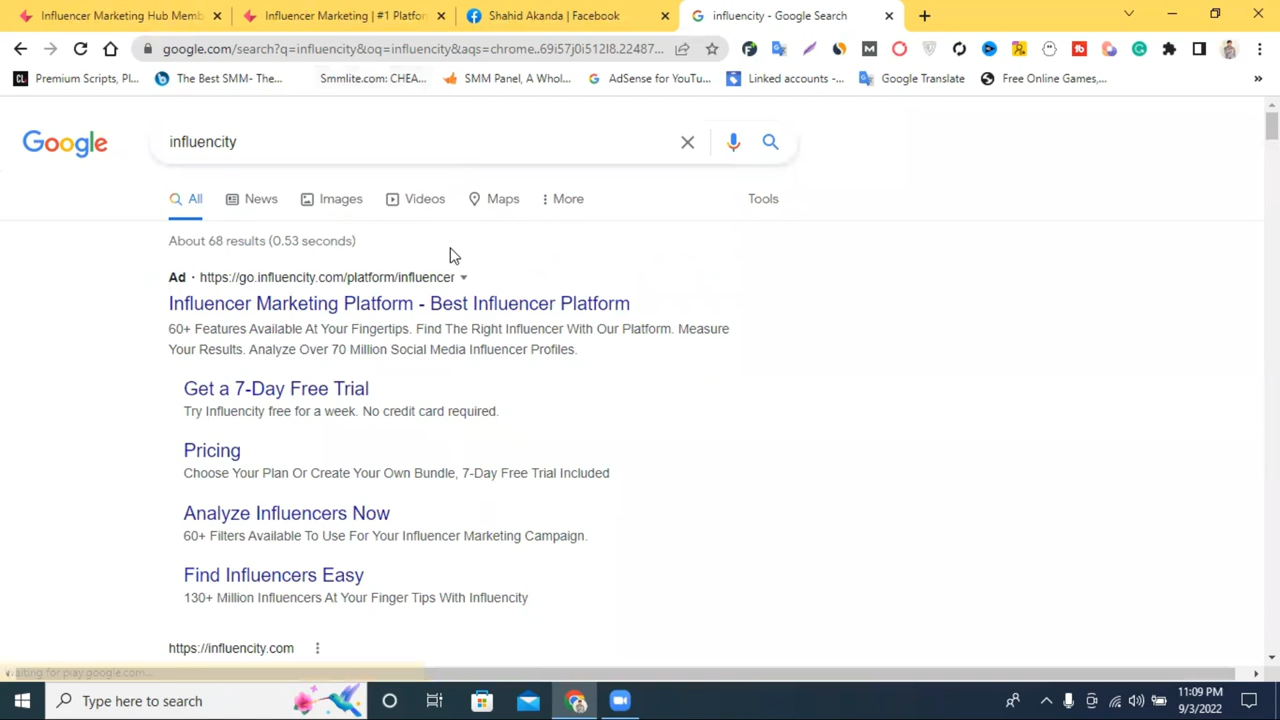 Influencer Marketing Hub Memb
Influencer Marketing | #1 Platfor
Shahid Akanda | Facebook
influencity - Google Search
google.com/search?q=influencity&oq=influencity&aqs=chrome..69i57j0i512l8.22487...
Premium Scripts, Pl...
The Best SMM- The...
Smmlite.com: CHEA...
SMM Panel, A Whol...
AdSense for YouTu...
Linked accounts -...
Google Translate
Free Online Games,...
Google
influencity
All
News
Images
Videos
Maps
More
Tools
About 68 results (0.53 seconds)
Ad · https://go.influencity.com/platform/influencer
Influencer Marketing Platform - Best Influencer Platform
60+ Features Available At Your Fingertips. Find The Right Influencer With Our Platform. Measure
Your Results. Analyze Over 70 Million Social Media Influencer Profiles.
Get a 7-Day Free Trial
Try Influencity free for a week. No credit card required.
Pricing
Choose Your Plan Or Create Your Own Bundle, 7-Day Free Trial Included
Analyze Influencers Now
60+ Filters Available To Use For Your Influencer Marketing Campaign.
Find Influencers Easy
130+ Million Influencers At Your Finger Tips With Influencity
https://influencity.com
aiting for play.google.com...
Type here to search
11:09 PM
9/3/2022